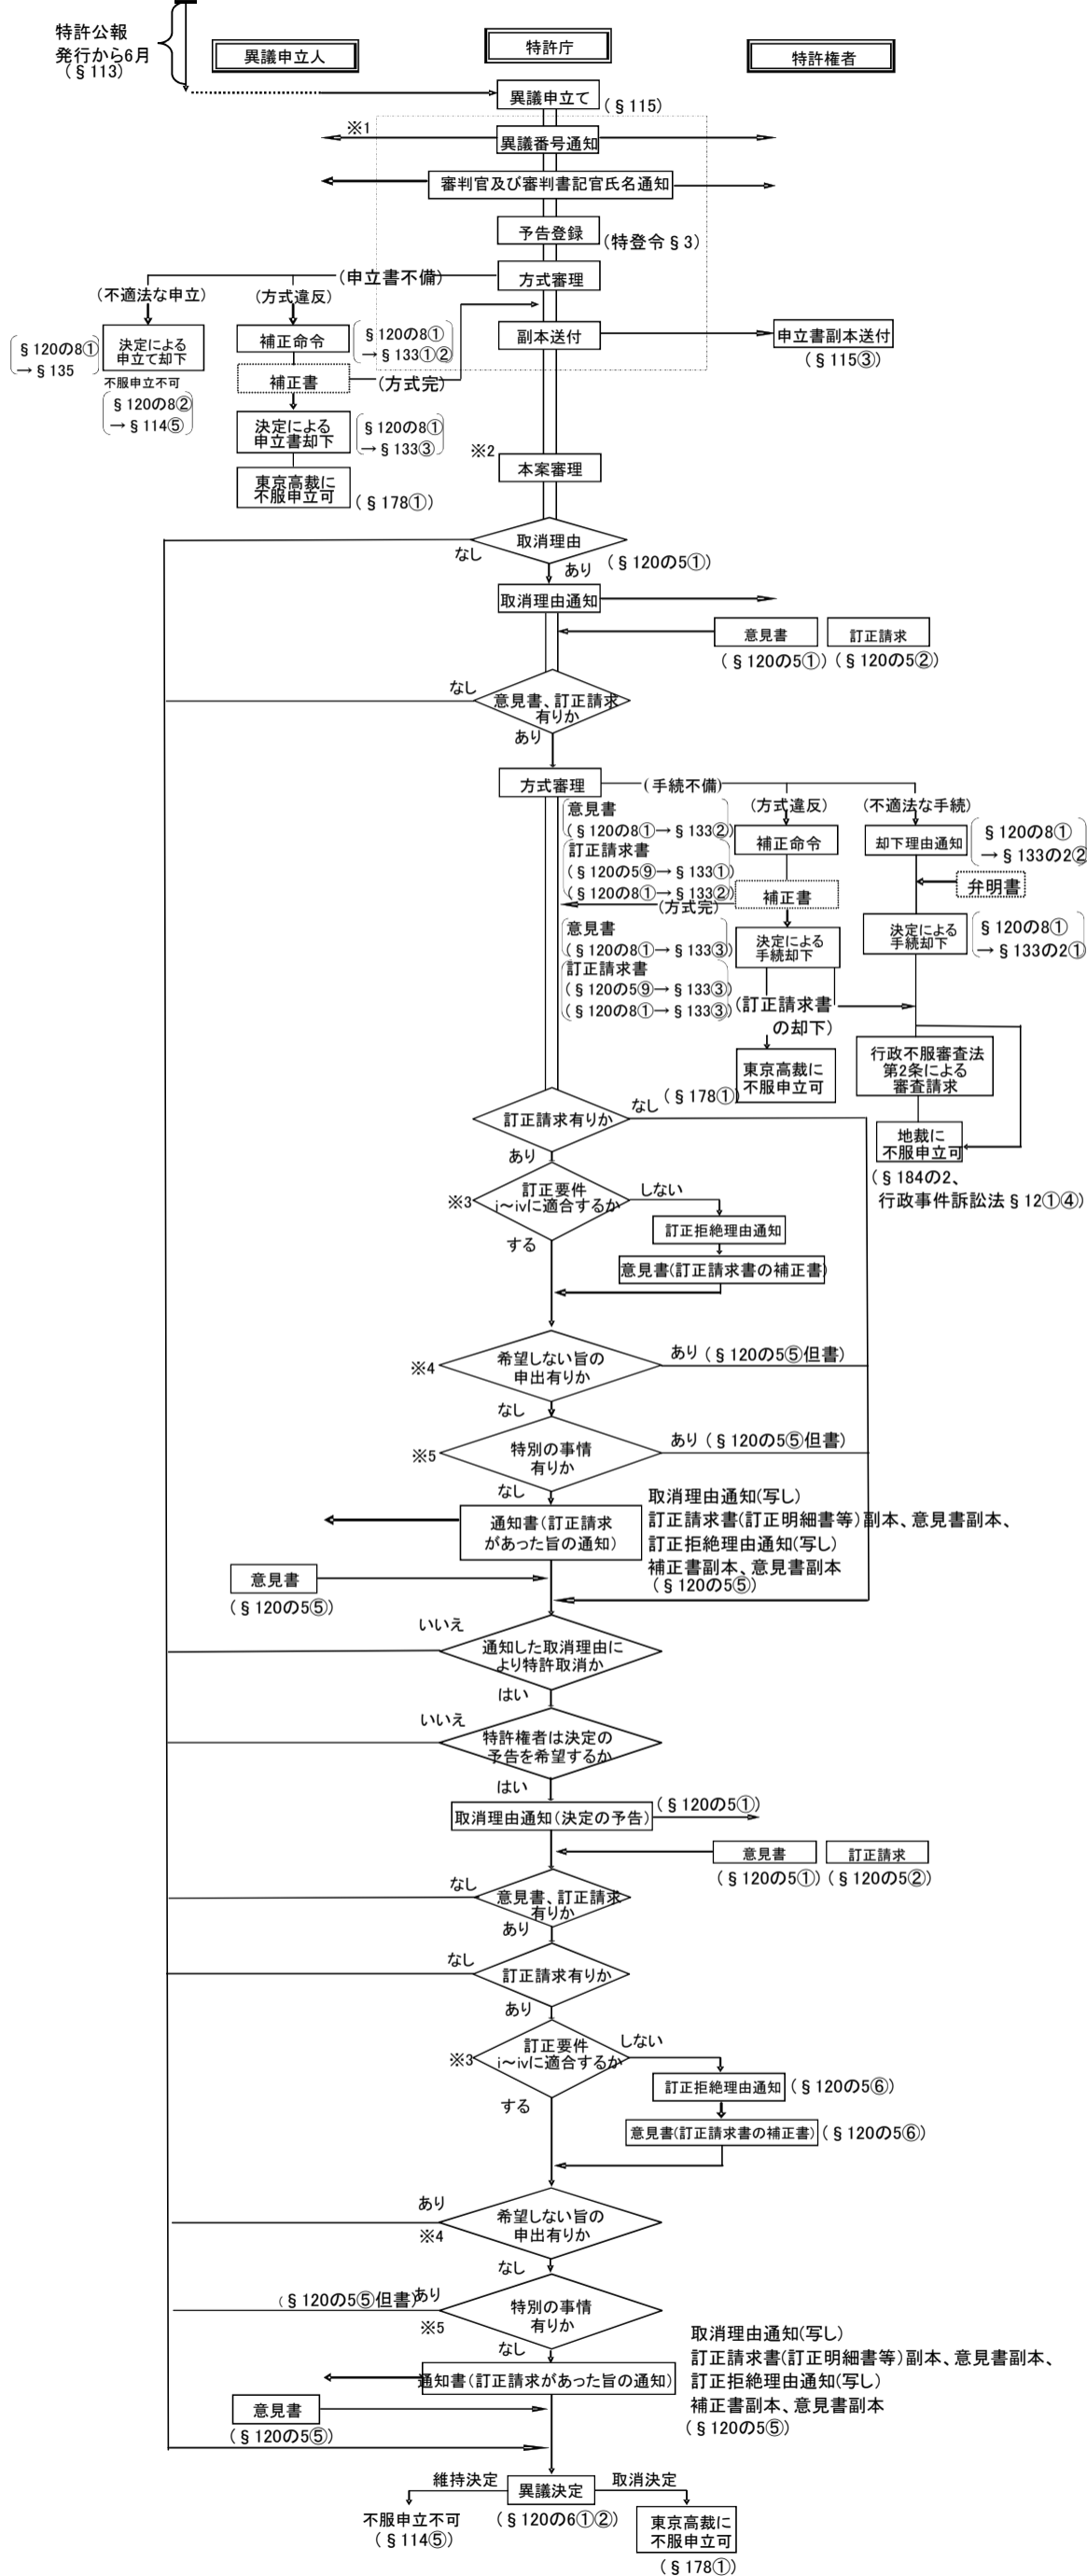 特許公報
発行から6月
(§113)
異議申立人
特許庁
特許権者
異議申立て
(§115)
※1
異議番号通知
審判官及び審判書記官氏名通知
予告登録
(特登令§3)
(申立書不備)
方式審理
(不適法な申立)
(方式違反)
決定による
申立て却下
§120の8①
→§135
不服申立不可
§120の8②
→§114⑤
補正命令
§120の8①
→§133①②
補正書
(方式完)
決定による
申立書却下
§120の8①
→§133③
東京高裁に
不服申立可
(§178①)
副本送付
申立書副本送付
(§115③)
※2
本案審理
取消理由
なし
あり
(§120の5①)
取消理由通知
意見書
訂正請求
(§120の5①)
(§120の5②)
なし
意見書、訂正請求
有りか
あり
方式審理
(手続不備)
(方式違反)
(不適法な手続)
意見書
(§120の8①→§133②)
訂正請求書
(§120の5⑨→§133①)
(§120の8①→§133②)
補正命令
却下理由通知
§120の8①
→§133の2②
弁明書
補正書
(方式完)
意見書
(§120の8①→§133③)
訂正請求書
(§120の5⑨→§133③)
(§120の8①→§133③)
決定による
手続却下
決定による
手続却下
§120の8①
→§133の2①
(訂正請求書
の却下)
東京高裁に
不服申立可
(§178①)
行政不服審査法
第2条による
審査請求
地裁に
不服申立可
(§184の2、
行政事件訴訟法§12①④)
訂正請求有りか
なし
あり
※3
訂正要件
i～ivに適合するか
しない
する
訂正拒絶理由通知
意見書(訂正請求書の補正書)
※4
希望しない旨の
申出有りか
あり(§120の5⑤但書)
なし
※5
特別の事情
有りか
あり(§120の5⑤但書)
なし
通知書(訂正請求
があった旨の通知)
取消理由通知(写し)
訂正請求書(訂正明細書等)副本、意見書副本、
訂正拒絶理由通知(写し)
補正書副本、意見書副本
(§120の5⑤)
意見書
(§120の5⑤)
いいえ
通知した取消理由に
より特許取消か
はい
いいえ
特許権者は決定の
予告を希望するか
はい
取消理由通知(決定の予告)
(§120の5①)
意見書
訂正請求
(§120の5①)
(§120の5②)
なし
意見書、訂正請求
有りか
あり
なし
訂正請求有りか
あり
※3
訂正要件
i～ivに適合するか
しない
する
訂正拒絶理由通知
(§120の5⑥)
意見書(訂正請求書の補正書)
(§120の5⑥)
あり
※4
希望しない旨の
申出有りか
なし
(§120の5⑤但書)あり
※5
特別の事情
有りか
なし
通知書(訂正請求があった旨の通知)
取消理由通知(写し)
訂正請求書(訂正明細書等)副本、意見書副本、
訂正拒絶理由通知(写し)
補正書副本、意見書副本
(§120の5⑤)
意見書
(§120の5⑤)
維持決定
異議決定
取消決定
不服申立不可
(§114⑤)
(§120の6①②)
東京高裁に
不服申立可
(§178①)